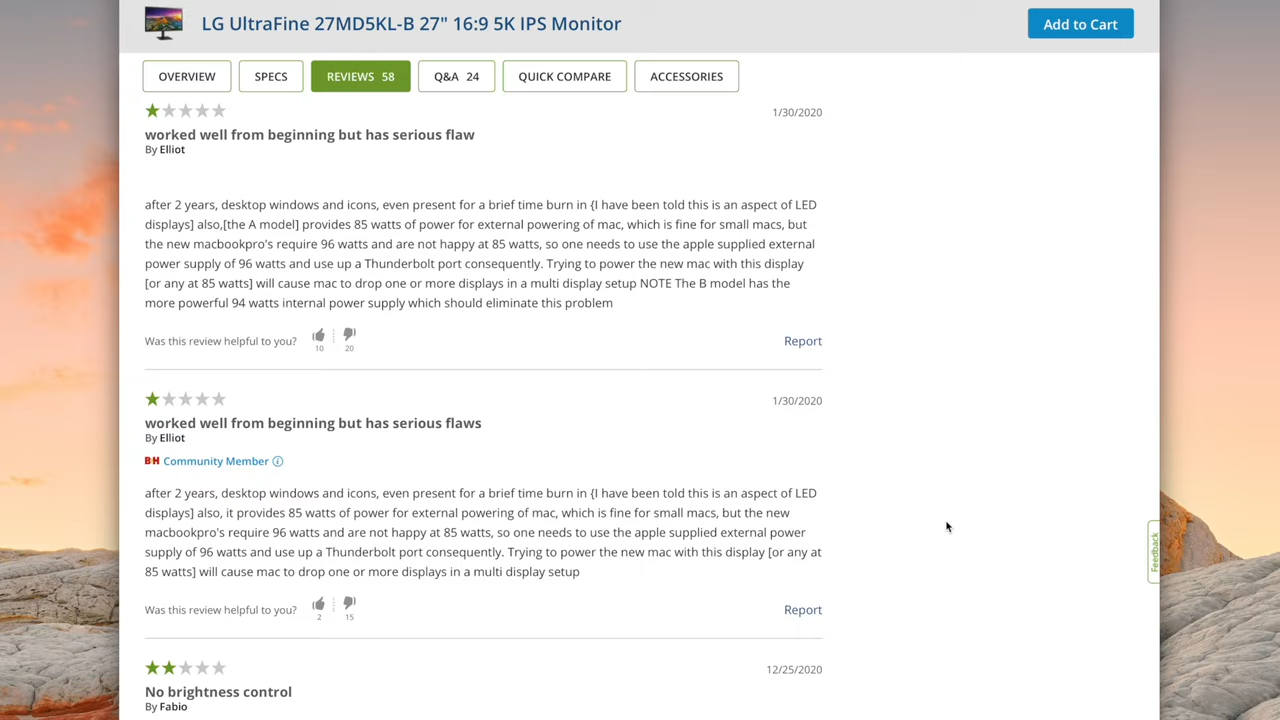 LG UltraFine 27MD5KL-B 27" 16:9 5K IPS Monitor
Add to Cart
OVERVIEW SPECS REVIEWS 58 Q&A 24 QUICK COMPARE ACCESSORIES
1/30/2020
worked well from beginning but has serious flaw
By Elliot
after 2 years, desktop windows and icons, even present for a brief time burn in {I have been told this is an aspect of LED
displays] also,[the A model] provides 85 watts of power for external powering of mac, which is fine for small macs, but
the new macbookpro's require 96 watts and are not happy at 85 watts, so one needs to use the apple supplied external
power supply of 96 watts and use up a Thunderbolt port consequently. Trying to power the new mac with this display
[or any at 85 watts] will cause mac to drop one or more displays in a multi display setup NOTE The B model has the
more powerful 94 watts internal power supply which should eliminate this problem
Was this review helpful to you? 10 20 Report
1/30/2020
worked well from beginning but has serious flaws
By Elliot
BH Community Member
after 2 years, desktop windows and icons, even present for a brief time burn in {I have been told this is an aspect of LED
displays] also, it provides 85 watts of power for external powering of mac, which is fine for small macs, but the new
macbookpro's require 96 watts and are not happy at 85 watts, so one needs to use the apple supplied external power
supply of 96 watts and use up a Thunderbolt port consequently. Trying to power the new mac with this display [or any at
85 watts] will cause mac to drop one or more displays in a multi display setup
Feedback
Was this review helpful to you? 2 15 Report
12/25/2020
No brightness control
By Fabio